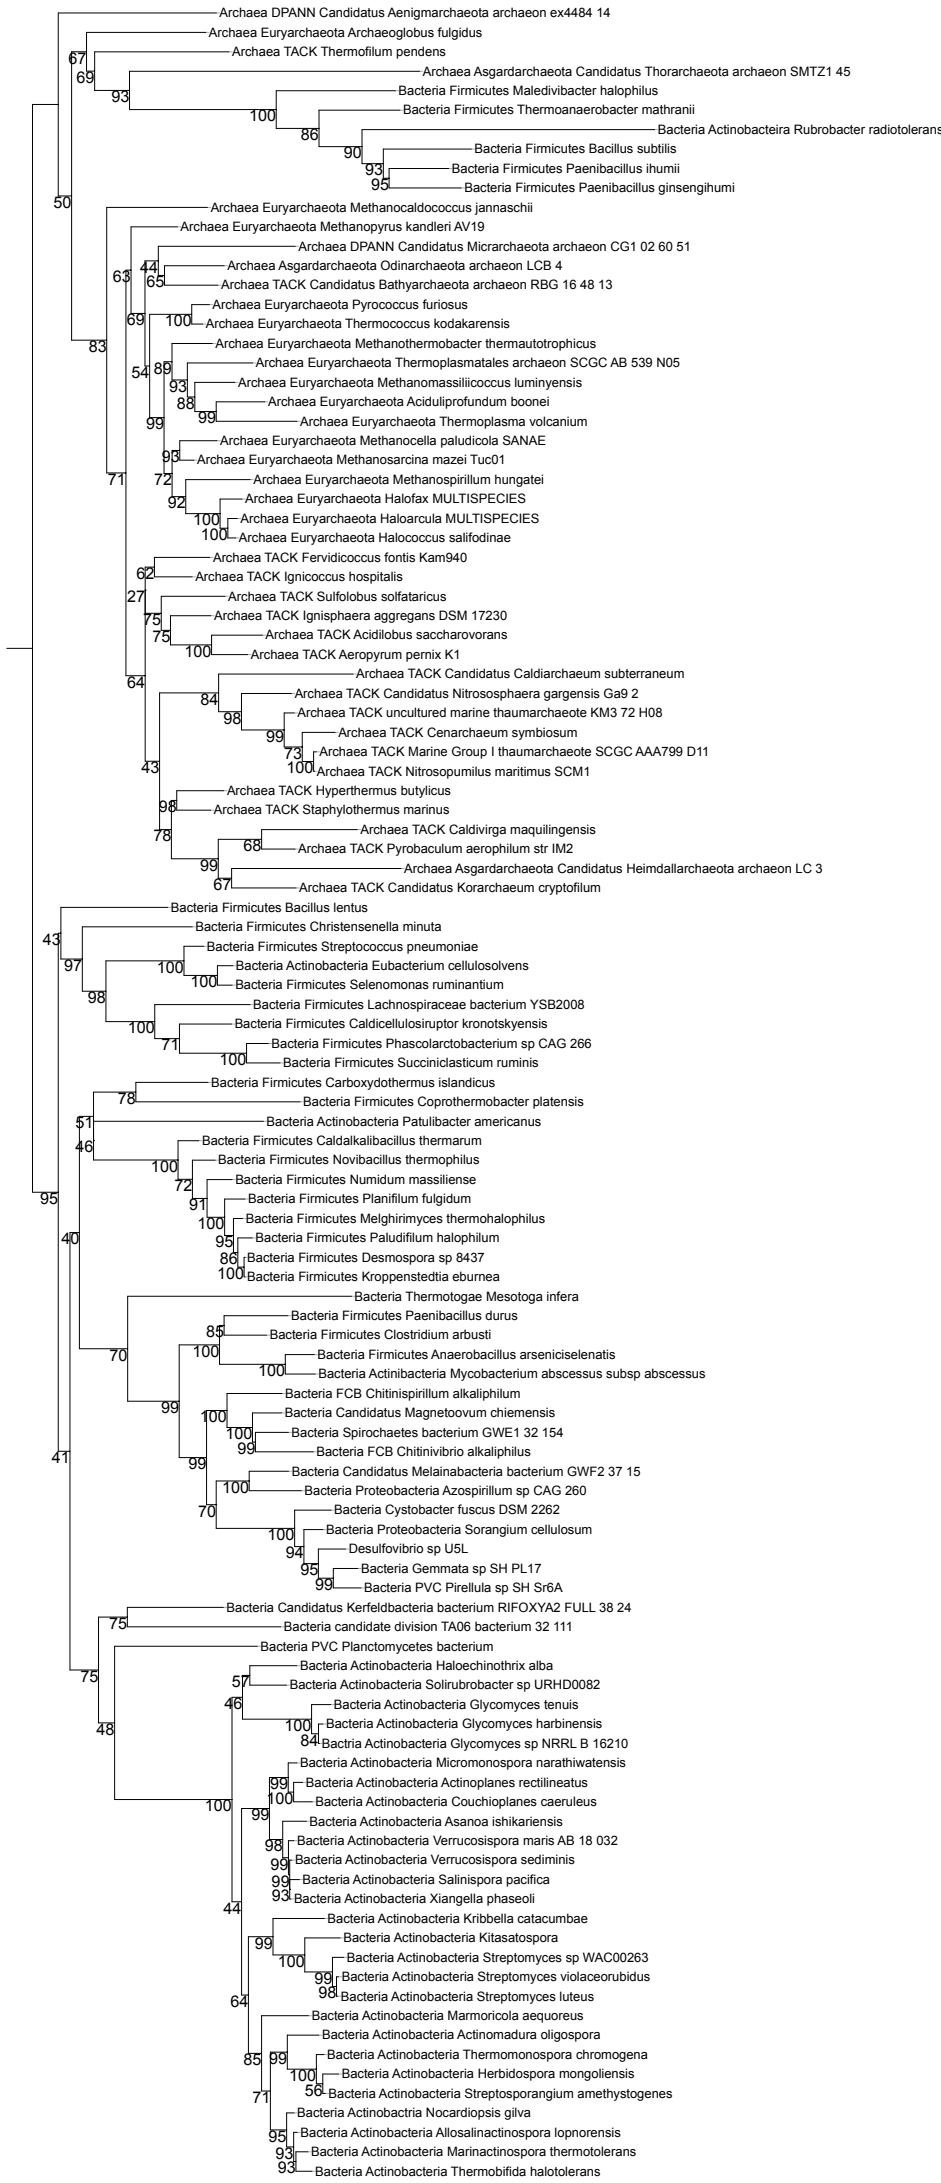 Archaea DPANN Candidatus Aenigmarchaeota archaeon ex4484 14
Archaea Euryarchaeota Archaeoglobus fulgidus
67
Archaea TACK Thermofilum pendens
69
Archaea Asgardarchaeota Candidatus Thorarchaeota archaeon SMTZ1 45
93
Bacteria Firmicutes Maledivibacter halophilus
100
Bacteria Firmicutes Thermoanaerobacter mathranii
86
Bacteria Actinobacteira Rubrobacter radiotolerans
90
Bacteria Firmicutes Bacillus subtilis
93
Bacteria Firmicutes Paenibacillus ihumii
95
Bacteria Firmicutes Paenibacillus ginsengihumi
50
Archaea Euryarchaeota Methanocaldococcus jannaschii
Archaea Euryarchaeota Methanopyrus kandleri AV19
Archaea DPANN Candidatus Micrarchaeota archaeon CG1 02 60 51
44
Archaea Asgardarchaeota Odinarchaeota archaeon LCB 4
63
65
Archaea TACK Candidatus Bathyarchaeota archaeon RBG 16 48 13
Archaea Euryarchaeota Pyrococcus furiosus
69
100
Archaea Euryarchaeota Thermococcus kodakarensis
83
Archaea Euryarchaeota Methanothermobacter thermautotrophicus
54
89
Archaea Euryarchaeota Thermoplasmatales archaeon SCGC AB 539 N05
93
Archaea Euryarchaeota Methanomassiliicoccus luminyensis
88
Archaea Euryarchaeota Aciduliprofundum boonei
99
99
Archaea Euryarchaeota Thermoplasma volcanium
Archaea Euryarchaeota Methanocella paludicola SANAE
93
Archaea Euryarchaeota Methanosarcina mazei Tuc01
71
72
Archaea Euryarchaeota Methanospirillum hungatei
92
Archaea Euryarchaeota Halofax MULTISPECIES
100
Archaea Euryarchaeota Haloarcula MULTISPECIES
100
Archaea Euryarchaeota Halococcus salifodinae
Archaea TACK Fervidicoccus fontis Kam940
62
Archaea TACK Ignicoccus hospitalis
27
Archaea TACK Sulfolobus solfataricus
75
Archaea TACK Ignisphaera aggregans DSM 17230
75
Archaea TACK Acidilobus saccharovorans
100
Archaea TACK Aeropyrum pernix K1
64
Archaea TACK Candidatus Caldiarchaeum subterraneum
84
Archaea TACK Candidatus Nitrososphaera gargensis Ga9 2
98
Archaea TACK uncultured marine thaumarchaeote KM3 72 H08
99
Archaea TACK Cenarchaeum symbiosum
73
Archaea TACK Marine Group I thaumarchaeote SCGC AAA799 D11
43
100
Archaea TACK Nitrosopumilus maritimus SCM1
Archaea TACK Hyperthermus butylicus
98
Archaea TACK Staphylothermus marinus
78
Archaea TACK Caldivirga maquilingensis
68
Archaea TACK Pyrobaculum aerophilum str IM2
99
Archaea Asgardarchaeota Candidatus Heimdallarchaeota archaeon LC 3
67
Archaea TACK Candidatus Korarchaeum cryptofilum
Bacteria Firmicutes Bacillus lentus
43
Bacteria Firmicutes Christensenella minuta
97
Bacteria Firmicutes Streptococcus pneumoniae
100
Bacteria Actinobacteria Eubacterium cellulosolvens
100
Bacteria Firmicutes Selenomonas ruminantium
98
Bacteria Firmicutes Lachnospiraceae bacterium YSB2008
100
Bacteria Firmicutes Caldicellulosiruptor kronotskyensis
71
Bacteria Firmicutes Phascolarctobacterium sp CAG 266
100
Bacteria Firmicutes Succiniclasticum ruminis
Bacteria Firmicutes Carboxydothermus islandicus
78
Bacteria Firmicutes Coprothermobacter platensis
51
Bacteria Actinobacteria Patulibacter americanus
46
Bacteria Firmicutes Caldalkalibacillus thermarum
100
Bacteria Firmicutes Novibacillus thermophilus
72
Bacteria Firmicutes Numidum massiliense
95
91
Bacteria Firmicutes Planifilum fulgidum
100
Bacteria Firmicutes Melghirimyces thermohalophilus
40
95
Bacteria Firmicutes Paludifilum halophilum
86
Bacteria Firmicutes Desmospora sp 8437
100
Bacteria Firmicutes Kroppenstedtia eburnea
Bacteria Thermotogae Mesotoga infera
Bacteria Firmicutes Paenibacillus durus
85
Bacteria Firmicutes Clostridium arbusti
70
100
Bacteria Firmicutes Anaerobacillus arseniciselenatis
100
Bacteria Actinibacteria Mycobacterium abscessus subsp abscessus
Bacteria FCB Chitinispirillum alkaliphilum
99
100
Bacteria Candidatus Magnetoovum chiemensis
100
Bacteria Spirochaetes bacterium GWE1 32 154
99
Bacteria FCB Chitinivibrio alkaliphilus
41
99
Bacteria Candidatus Melainabacteria bacterium GWF2 37 15
100
Bacteria Proteobacteria Azospirillum sp CAG 260
70
Bacteria Cystobacter fuscus DSM 2262
100
Bacteria Proteobacteria Sorangium cellulosum
94
Desulfovibrio sp U5L
95
Bacteria Gemmata sp SH PL17
99
Bacteria PVC Pirellula sp SH Sr6A
Bacteria Candidatus Kerfeldbacteria bacterium RIFOXYA2 FULL 38 24
75
Bacteria candidate division TA06 bacterium 32 111
Bacteria PVC Planctomycetes bacterium
75
Bacteria Actinobacteria Haloechinothrix alba
57
Bacteria Actinobacteria Solirubrobacter sp URHD0082
46
Bacteria Actinobacteria Glycomyces tenuis
48
100
Bacteria Actinobacteria Glycomyces harbinensis
84
Bactria Actinobacteria Glycomyces sp NRRL B 16210
Bacteria Actinobacteria Micromonospora narathiwatensis
99
Bacteria Actinobacteria Actinoplanes rectilineatus
100
100
Bacteria Actinobacteria Couchioplanes caeruleus
99
Bacteria Actinobacteria Asanoa ishikariensis
98
Bacteria Actinobacteria Verrucosispora maris AB 18 032
99
Bacteria Actinobacteria Verrucosispora sediminis
99
Bacteria Actinobacteria Salinispora pacifica
93
Bacteria Actinobacteria Xiangella phaseoli
44
Bacteria Actinobacteria Kribbella catacumbae
99
Bacteria Actinobacteria Kitasatospora
100
Bacteria Actinobacteria Streptomyces sp WAC00263
99
Bacteria Actinobacteria Streptomyces violaceorubidus
98
Bacteria Actinobacteria Streptomyces luteus
64
Bacteria Actinobacteria Marmoricola aequoreus
Bacteria Actinobacteria Actinomadura oligospora
85
99
Bacteria Actinobacteria Thermomonospora chromogena
100
Bacteria Actinobacteria Herbidospora mongoliensis
56
Bacteria Actinobacteria Streptosporangium amethystogenes
71
Bacteria Actinobactria Nocardiopsis gilva
95
Bacteria Actinobacteria Allosalinactinospora lopnorensis
93
Bacteria Actinobacteria Marinactinospora thermotolerans
93
Bacteria Actinobacteria Thermobifida halotolerans